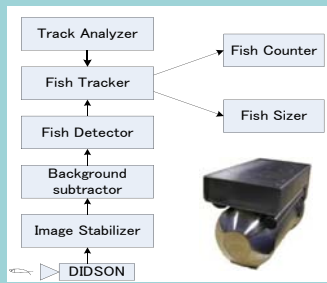 Track Analyzer
Fish Tracker
Fish Counter
Fish Detector
Fish Sizer
Background
subtractor
Image Stabilizer
DIDSON